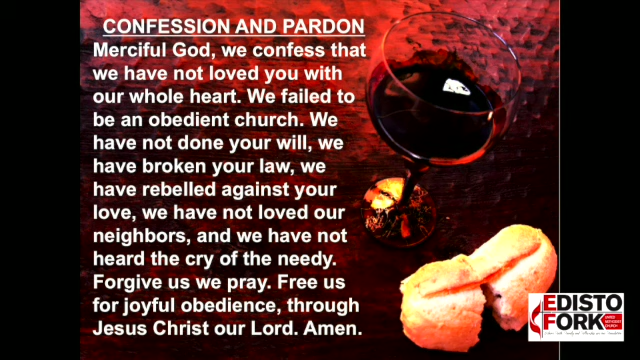 CONFESSION AND PARDON
Merciful God, we confess that
we have not loved you with
our whole heart. We failed to
be an obedient church. We
have not done your will, we
have broken your law, we
have rebelled against your
love, we have not loved our
neighbors, and we have not
heard the cry of the needy.
Forgive us we pray. Free us
for joyful obedience, through
Jesus Christ our Lord. Amen.
EDISTO
FORK
UNITED
METHODIST
CHURCH